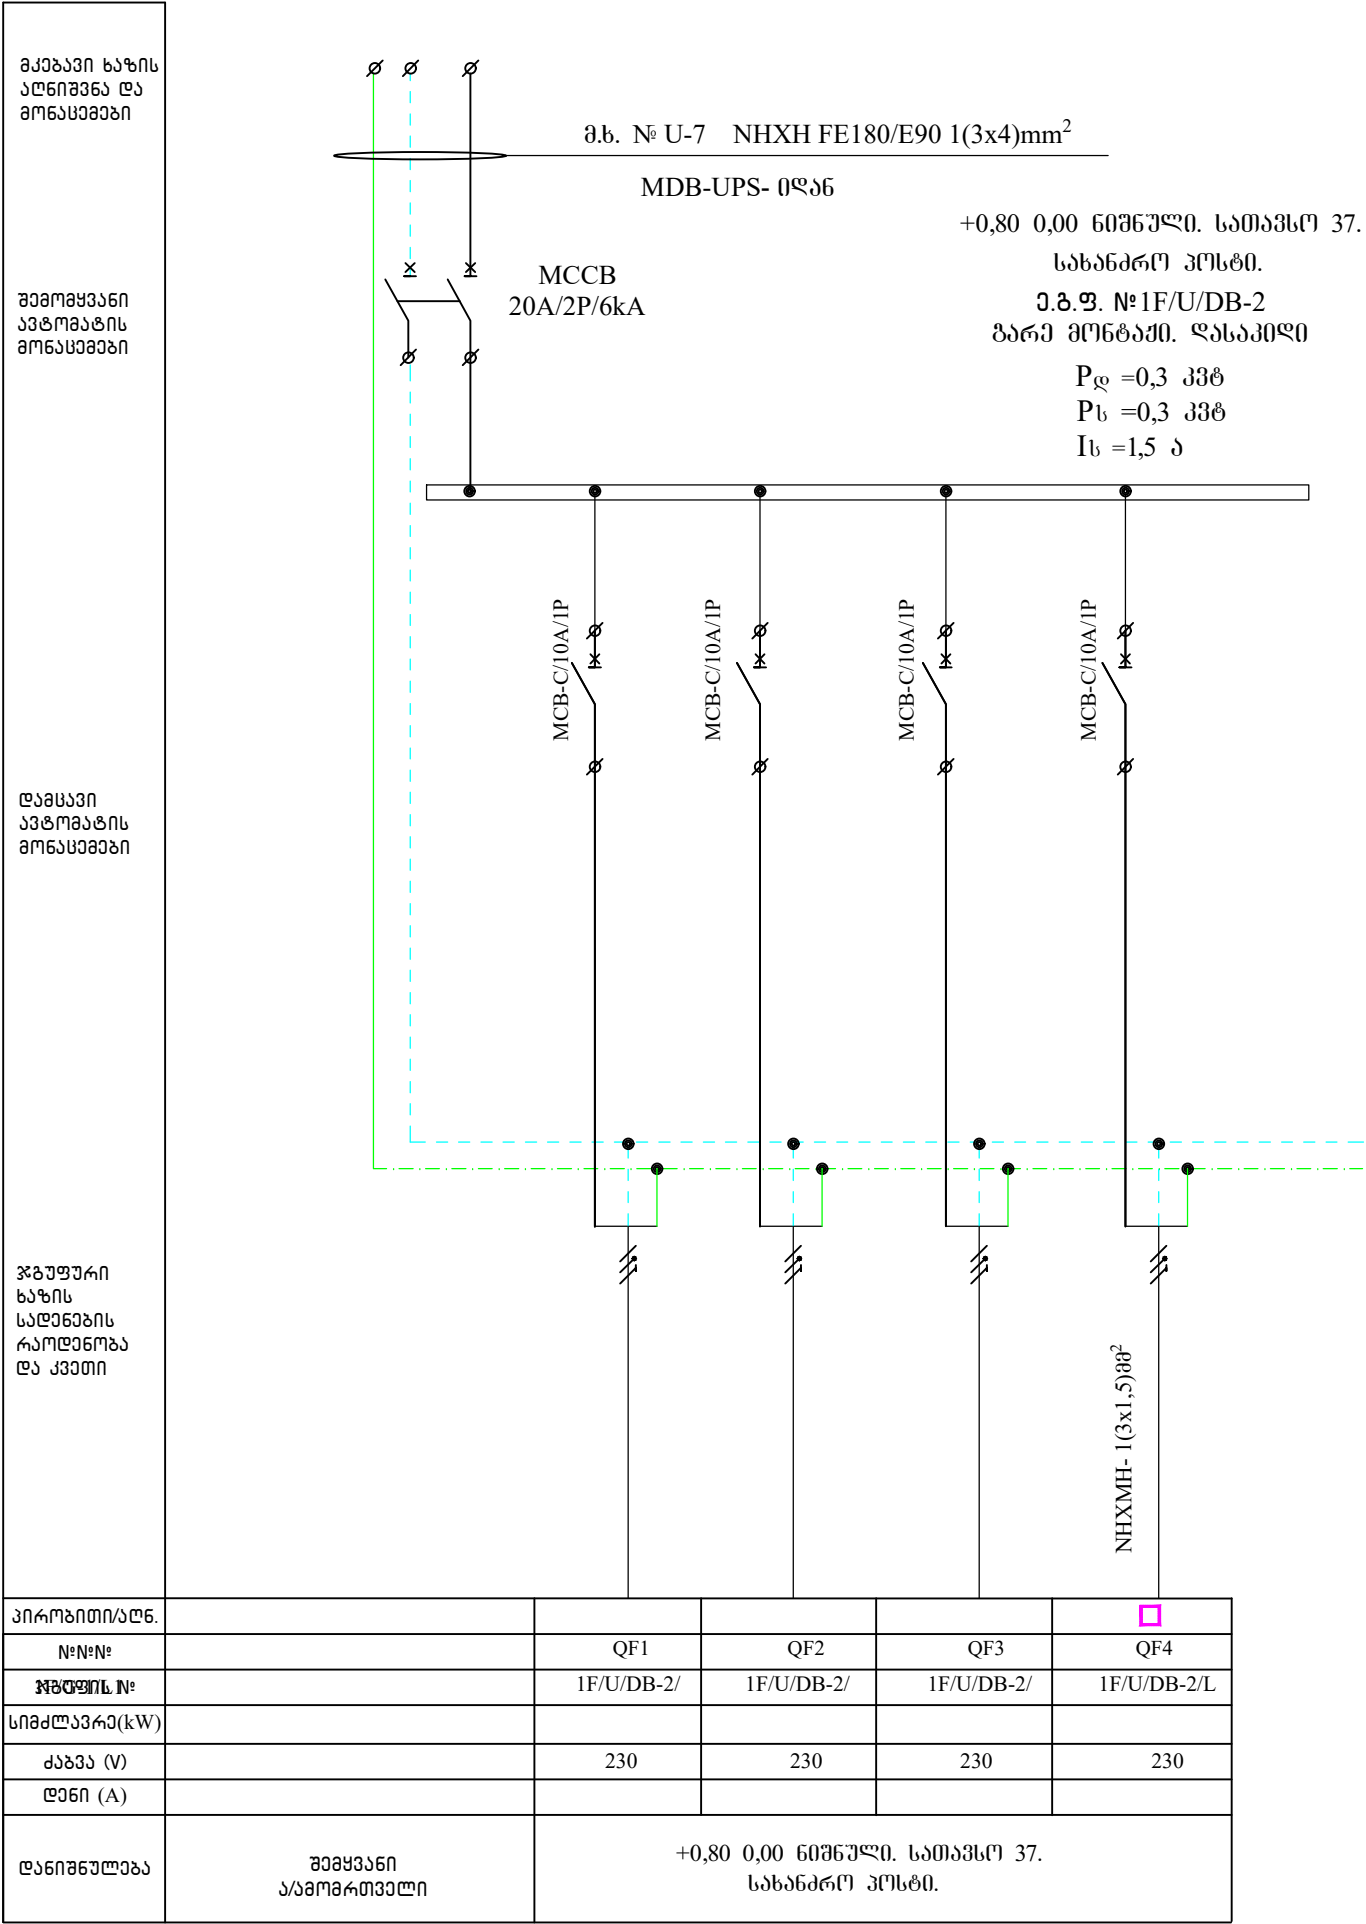 მკვებავი ხაზის
აღნიშვნა და
მონაცემები
მ.ხ. № U-7 NHXH FE180/E90 1(3x4)mm²
MDB-UPS- იდან
+0,80 0,00 ნიშნული. სათავსო 37.
სახანძრო პოსტი.
ე.გ.ფ. №1F/U/DB-2
გარე მონტაჟი. დასაკიდი
Pდ =0,3 კვტ
Pს =0,3 კვტ
Iს =1,5 ა
შემომყვანი
ავტომატის
მონაცემები
MCCB
20A/2P/6kA
MCB-C/10A/1P
MCB-C/10A/1P
MCB-C/10A/1P
MCB-C/10A/1P
დამცავი
ავტომატის
მონაცემები
ჯგუფური
ხაზის
სადენების
რაოდენობა
და კვეთი
NHXMH- 1(3x1,5)მმ²
პირობითი/აღნ.
№№№ QF1 QF2 QF3 QF4
ჯგუფის № 1F/U/DB-2/ 1F/U/DB-2/ 1F/U/DB-2/ 1F/U/DB-2/L
სიმძლავრე(kW)
ძაბვა (V) 230 230 230 230
დენი (A)
დანიშნულება
შემყვანი
ა/ამომრთველი
+0,80 0,00 ნიშნული. სათავსო 37.
სახანძრო პოსტი.